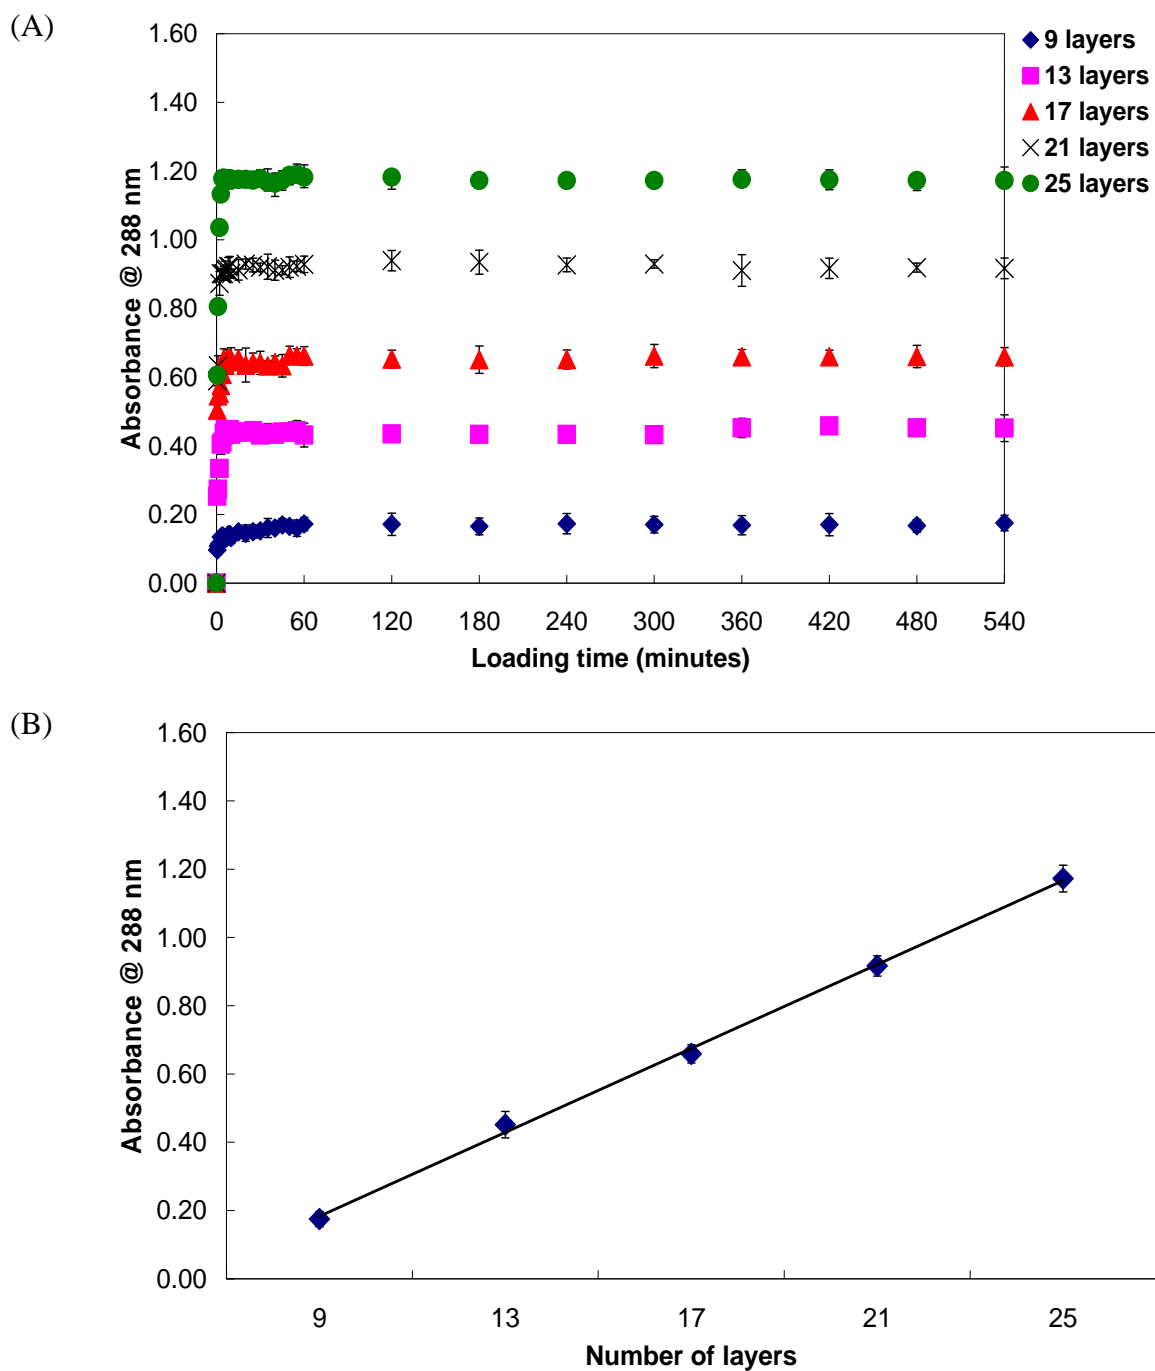 (A)
1.60
1.40
1.20
1.00
0.80
0.60
0.40
0.20
0.00
Absorbance @ 288 nm
0 60 120 180 240 300 360 420 480 540
Loading time (minutes)
9 layers
13 layers
17 layers
21 layers
25 layers
(B)
1.60
1.40
1.20
1.00
0.80
0.60
0.40
0.20
0.00
Absorbance @ 288 nm
9 13 17 21 25
Number of layers